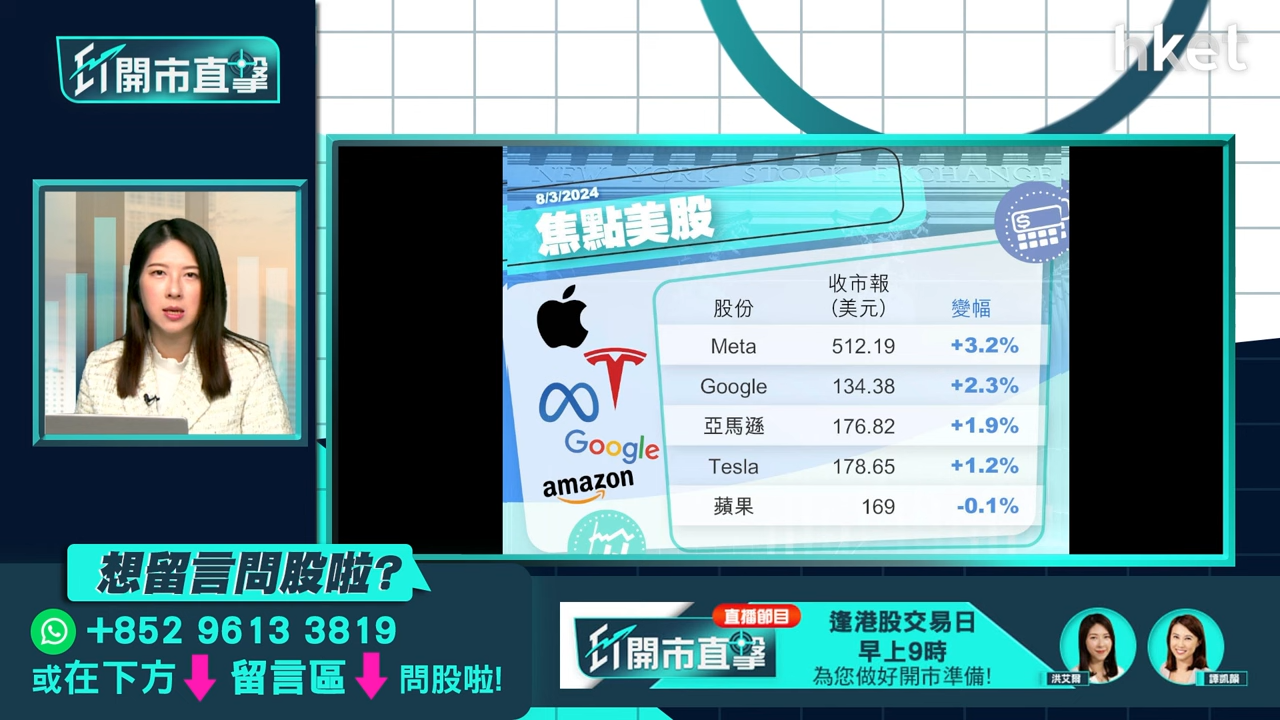 ET開市直擊
hket
NEW YORK STOCK EXCHANGE
8/3/2024
焦點美股
股份 收市報(美元) 變幅
Meta 512.19 +3.2%
Google 134.38 +2.3%
亞馬遜 176.82 +1.9%
Tesla 178.65 +1.2%
蘋果 169 -0.1%
Google
amazon
想留言問股啦?
+852 9613 3819
或在下方 留言區 問股啦!
直播節目
ET開市直擊
逢港股交易日
早上9時
為您做好開市準備!
洪艾爾
譚凱韻